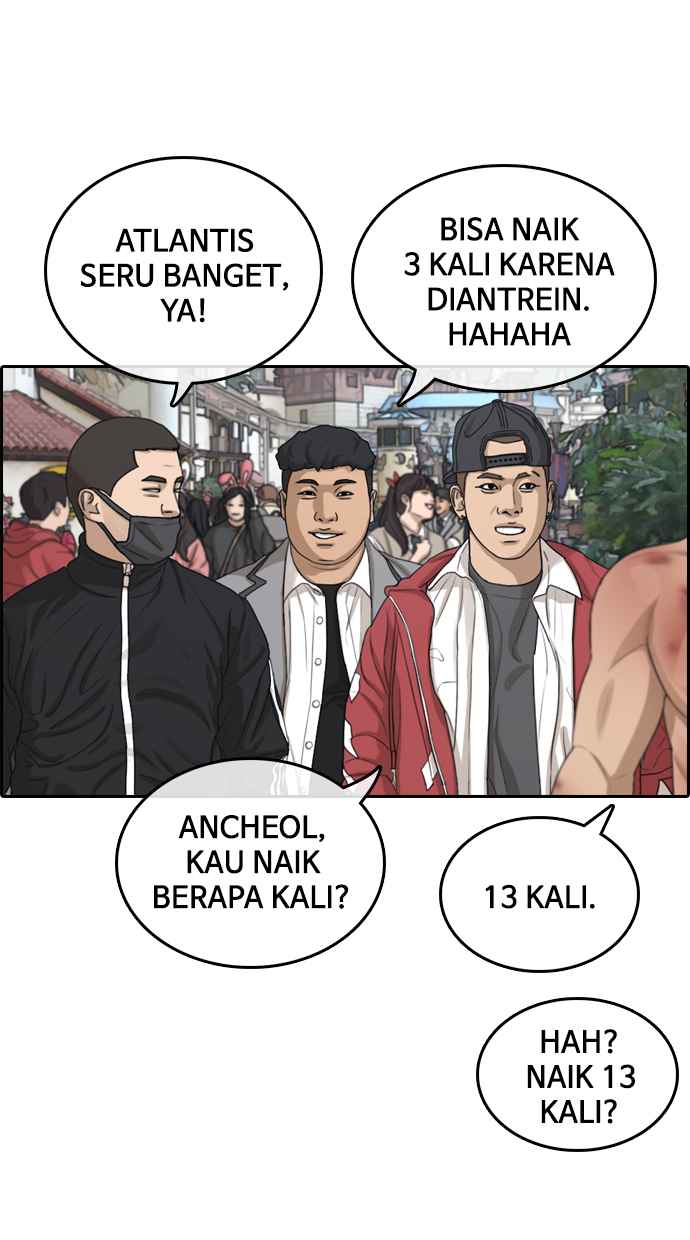 ATLANTIS
SERU BANGET,
YA!
BISA NAIK
3 KALI KARENA
DIANTREIN.
HAHAHA
ANCHEOL,
KAU NAIK
BERAPA KALI?
13 KALI.
HAH?
NAIK 13
KALI?